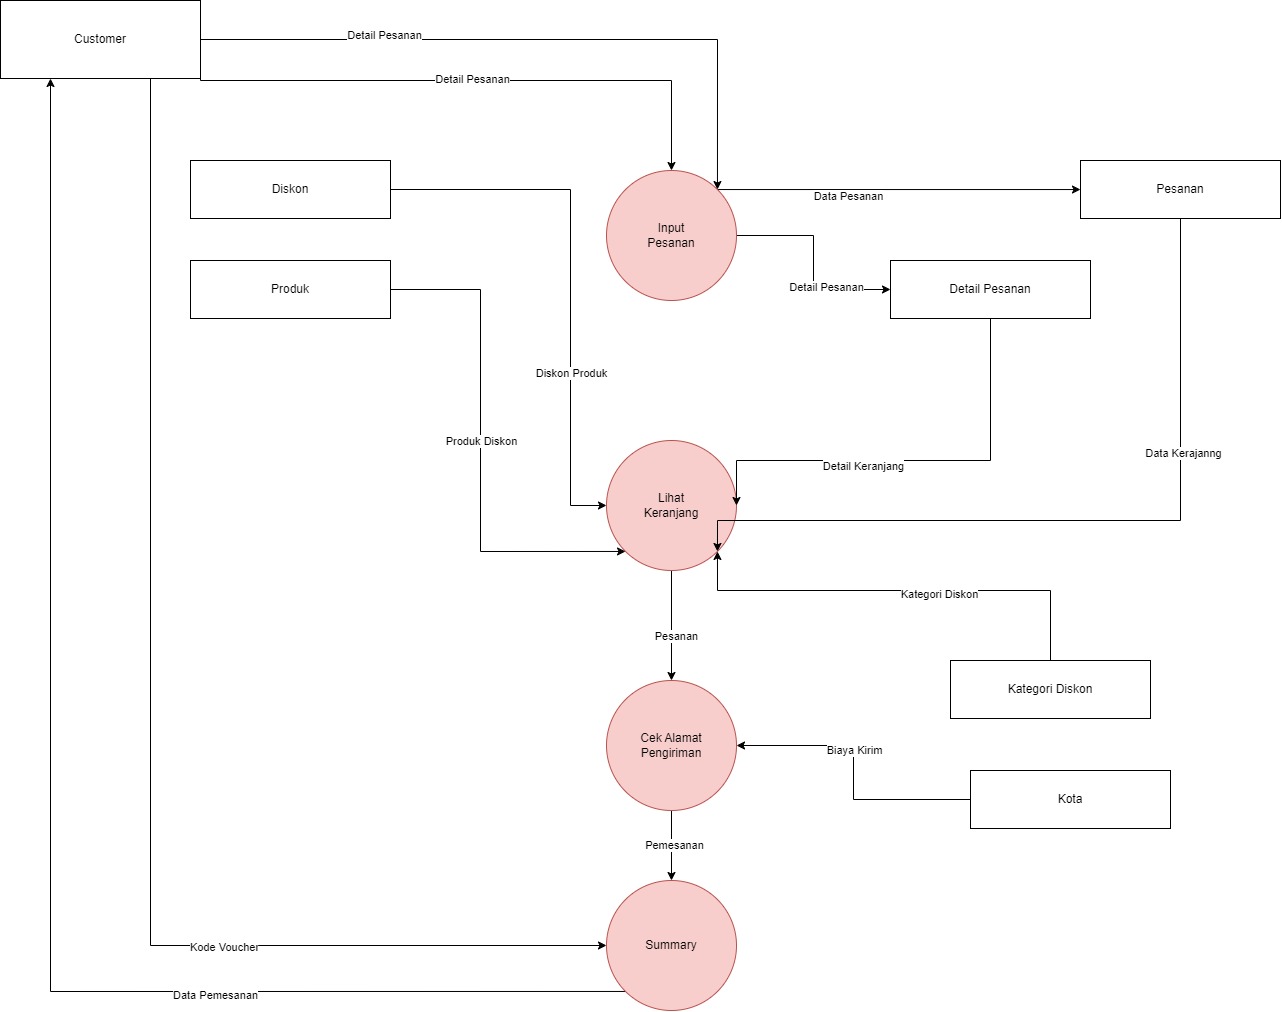 Customer
Detail Pesanan
Detail Pesanan
Diskon
Data Pesanan
Pesanan
Input
Pesanan
Produk
Detail Pesanan
Detail Pesanan
Diskon Produk
Produk Diskon
Data Kerajanng
Detail Keranjang
Lihat
Keranjang
Kategori Diskon
Pesanan
Kategori Diskon
Cek Alamat
Pengiriman
Biaya Kirim
Kota
Pemesanan
Kode Voucher
Summary
Data Pemesanan